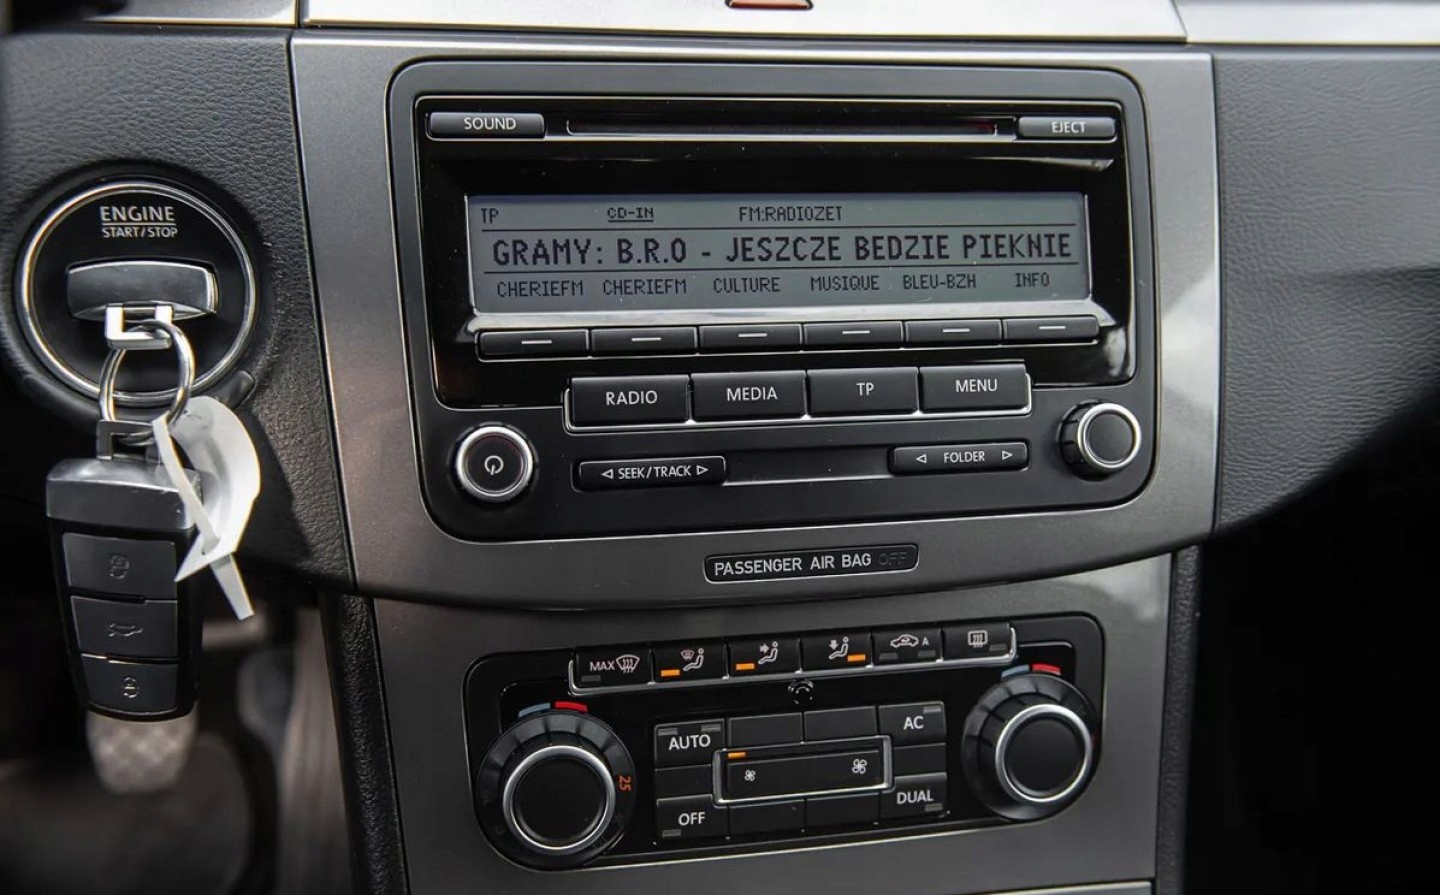 ENGINE
START/STOP
SOUND
EJECT
TP CD-IN FM:RADIOZET
GRAMY: B.R.O - JESZCZE BEDZIE PIEKNIE
CHERIEFM CHERIEFM CULTURE MUSIQUE BLEU-BZH INFO
RADIO MEDIA TP MENU
SEEK/TRACK FOLDER
PASSENGER AIR BAG OFF
MAX A
AUTO AC
25
OFF DUAL